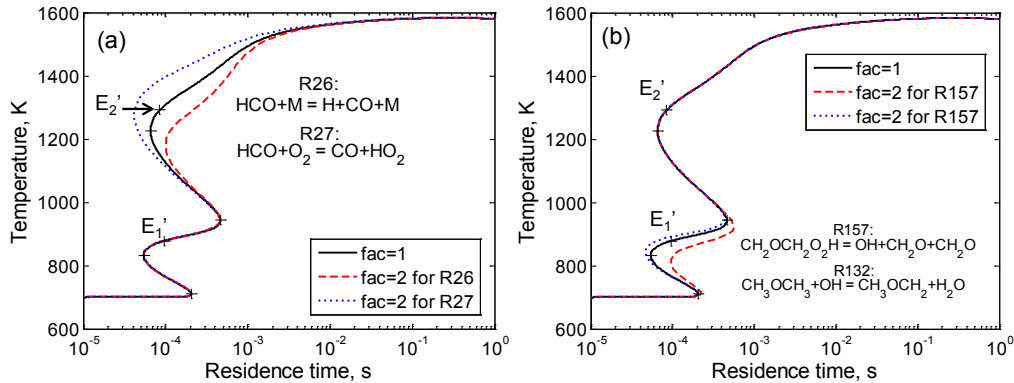 (a)
1600
1400
1200
1000
800
600
Temperature, K
E2'
E1'
R26:
HCO+M = H+CO+M
R27:
HCO+O2 = CO+HO2
fac=1
fac=2 for R26
fac=2 for R27
10^-5
10^-4
10^-3
10^-2
10^-1
10^0
Residence time, s
(b)
1600
1400
1200
1000
800
600
Temperature, K
E2'
E1'
fac=1
fac=2 for R157
fac=2 for R157
R157:
CH2OCH2O2H = OH+CH2O+CH2O
R132:
CH3OCH3+OH = CH3OCH2+H2O
10^-5
10^-4
10^-3
10^-2
10^-1
10^0
Residence time, s